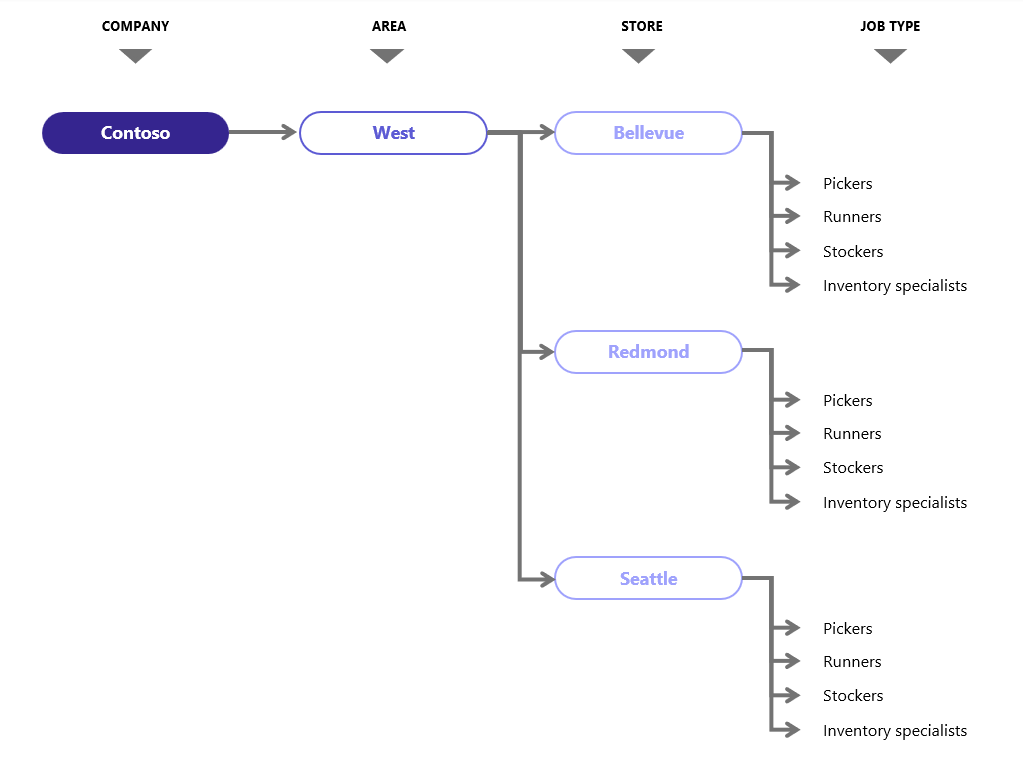 COMPANY
AREA
STORE
JOB TYPE
Contoso
West
Bellevue
Pickers
Runners
Stockers
Inventory specialists
Redmond
Pickers
Runners
Stockers
Inventory specialists
Seattle
Pickers
Runners
Stockers
Inventory specialists